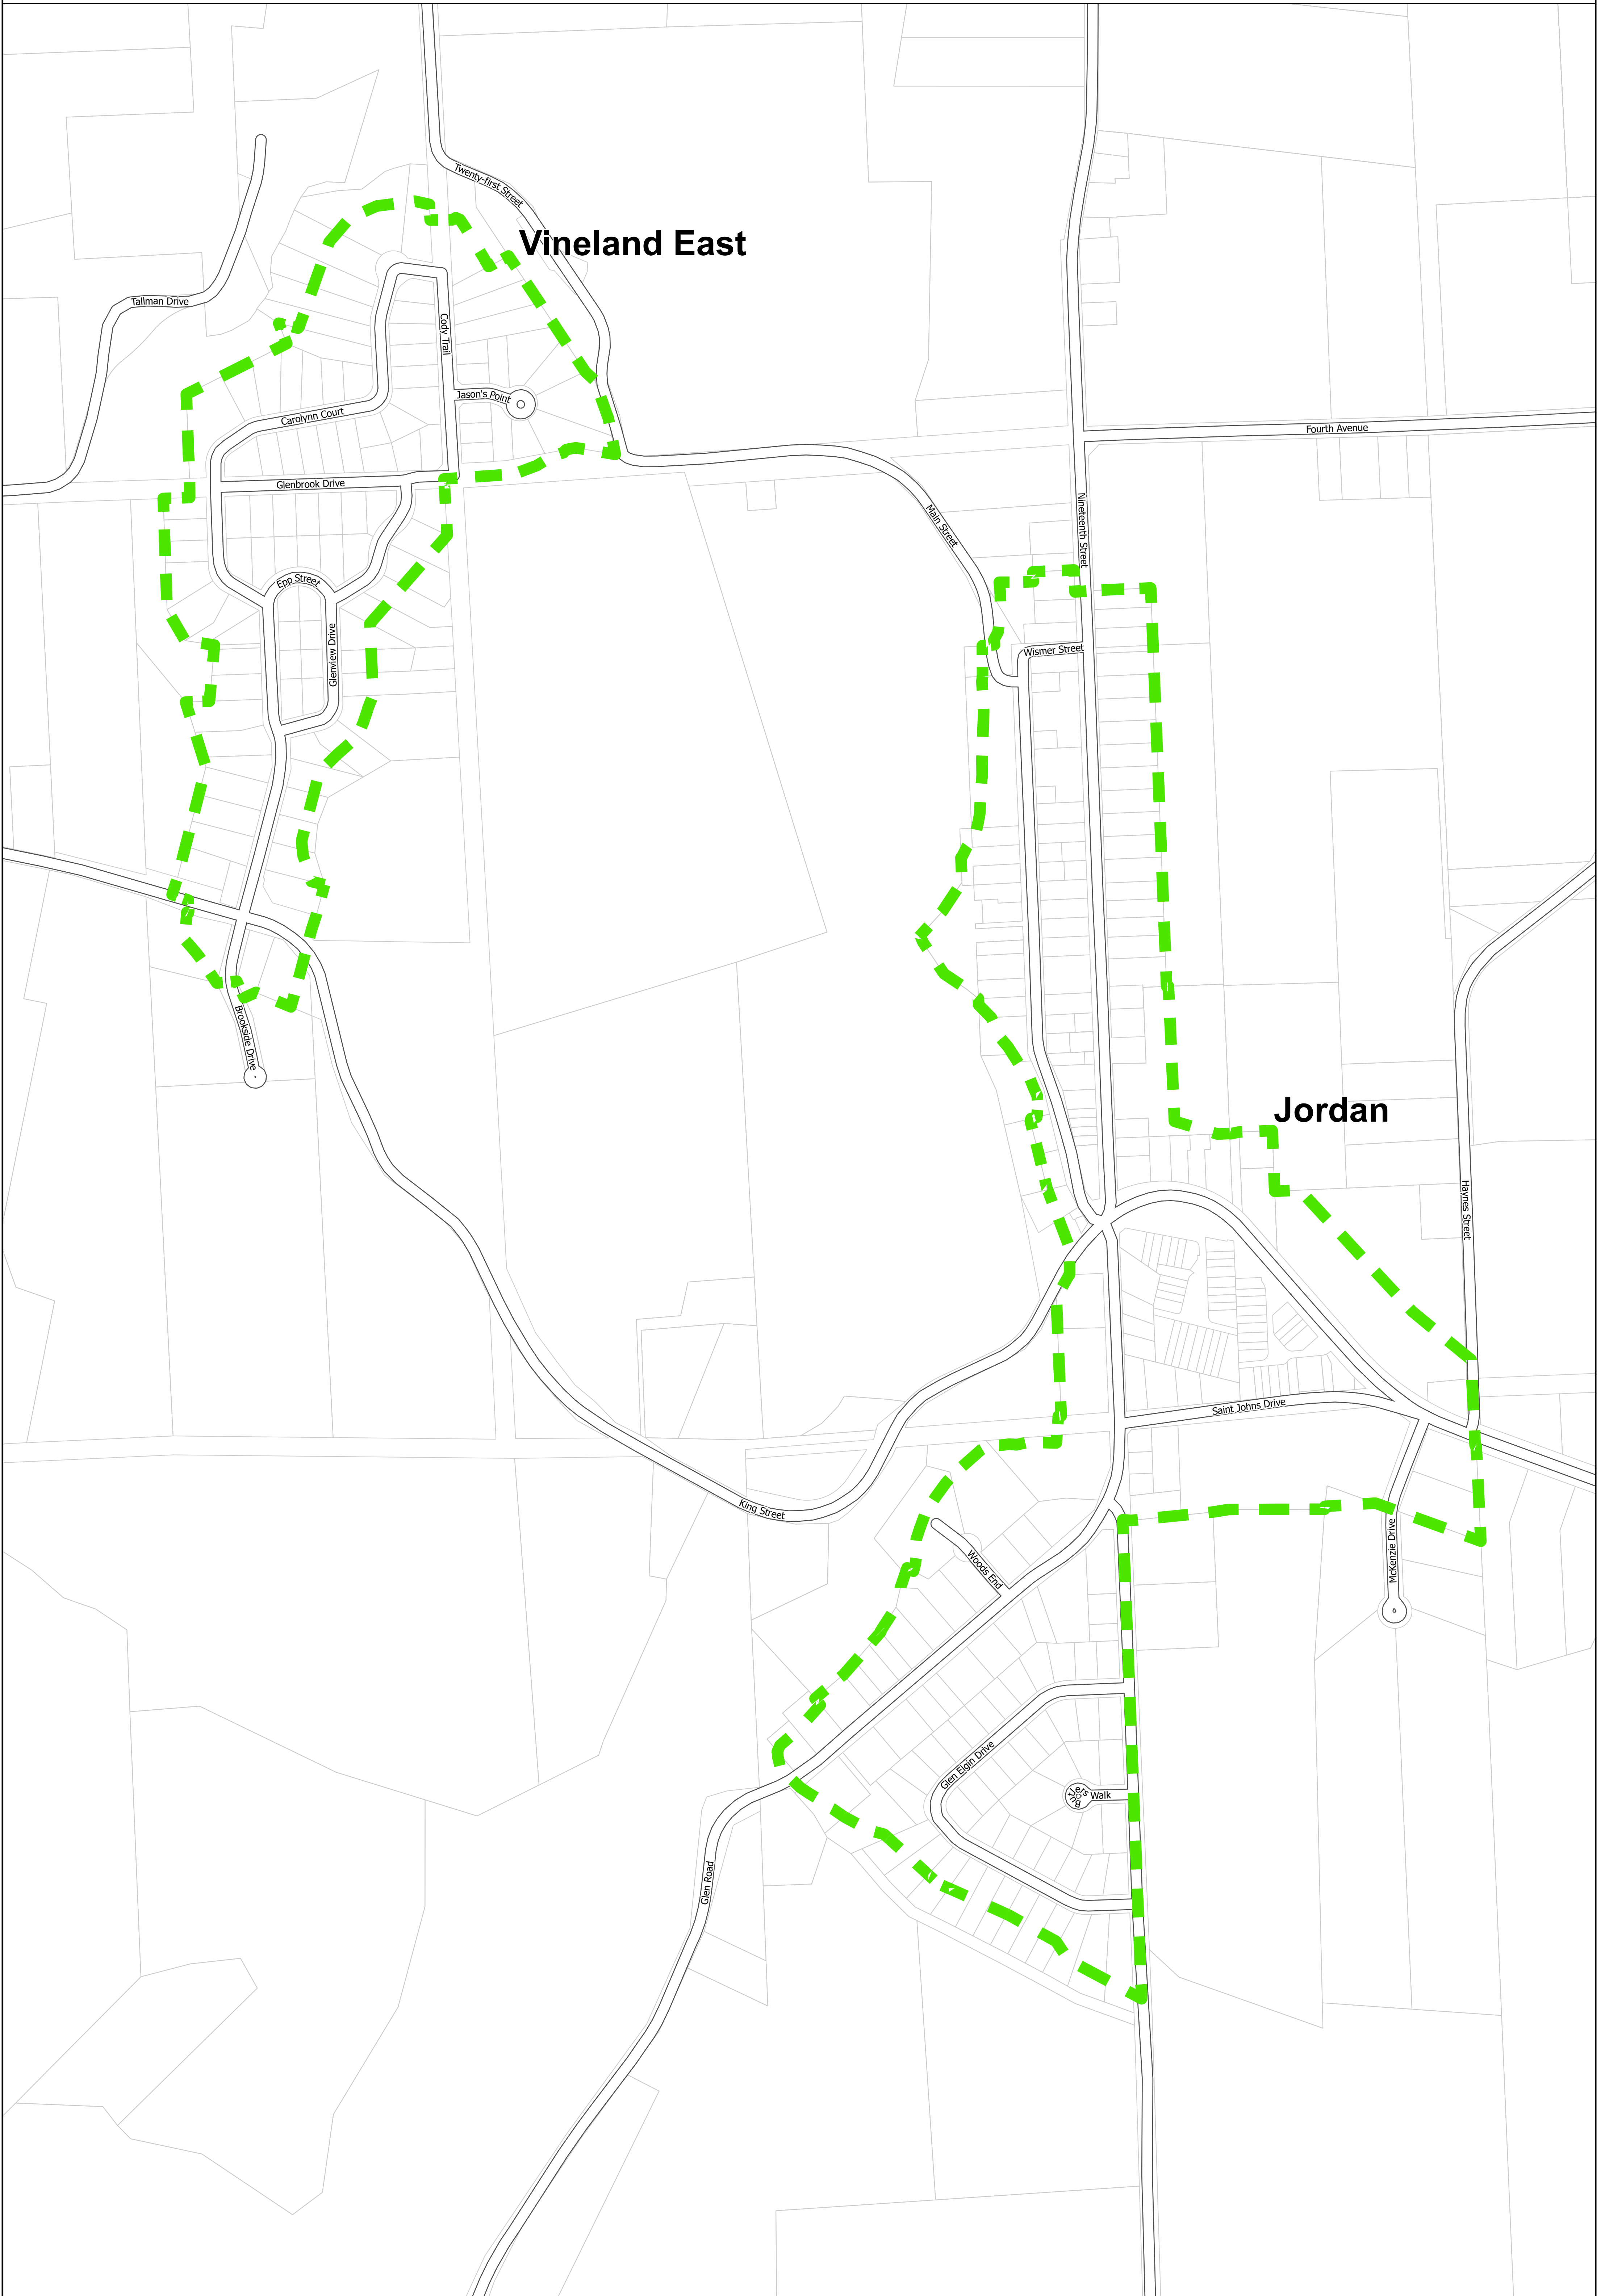 Twenty-first Street
Vineland East
Tallman Drive
Cody Trail
Jason's Point
Carolynn Court
Fourth Avenue
Glenbrook Drive
Main Street
Nineteenth Street
Epp Street
Glenview Drive
Wismer Street
Brookside Drive
Jordan
Haynes Street
Saint Johns Drive
King Street
McKenzie Drive
Woods End
Glen Elgin Drive
Butlers Walk
Glen Road